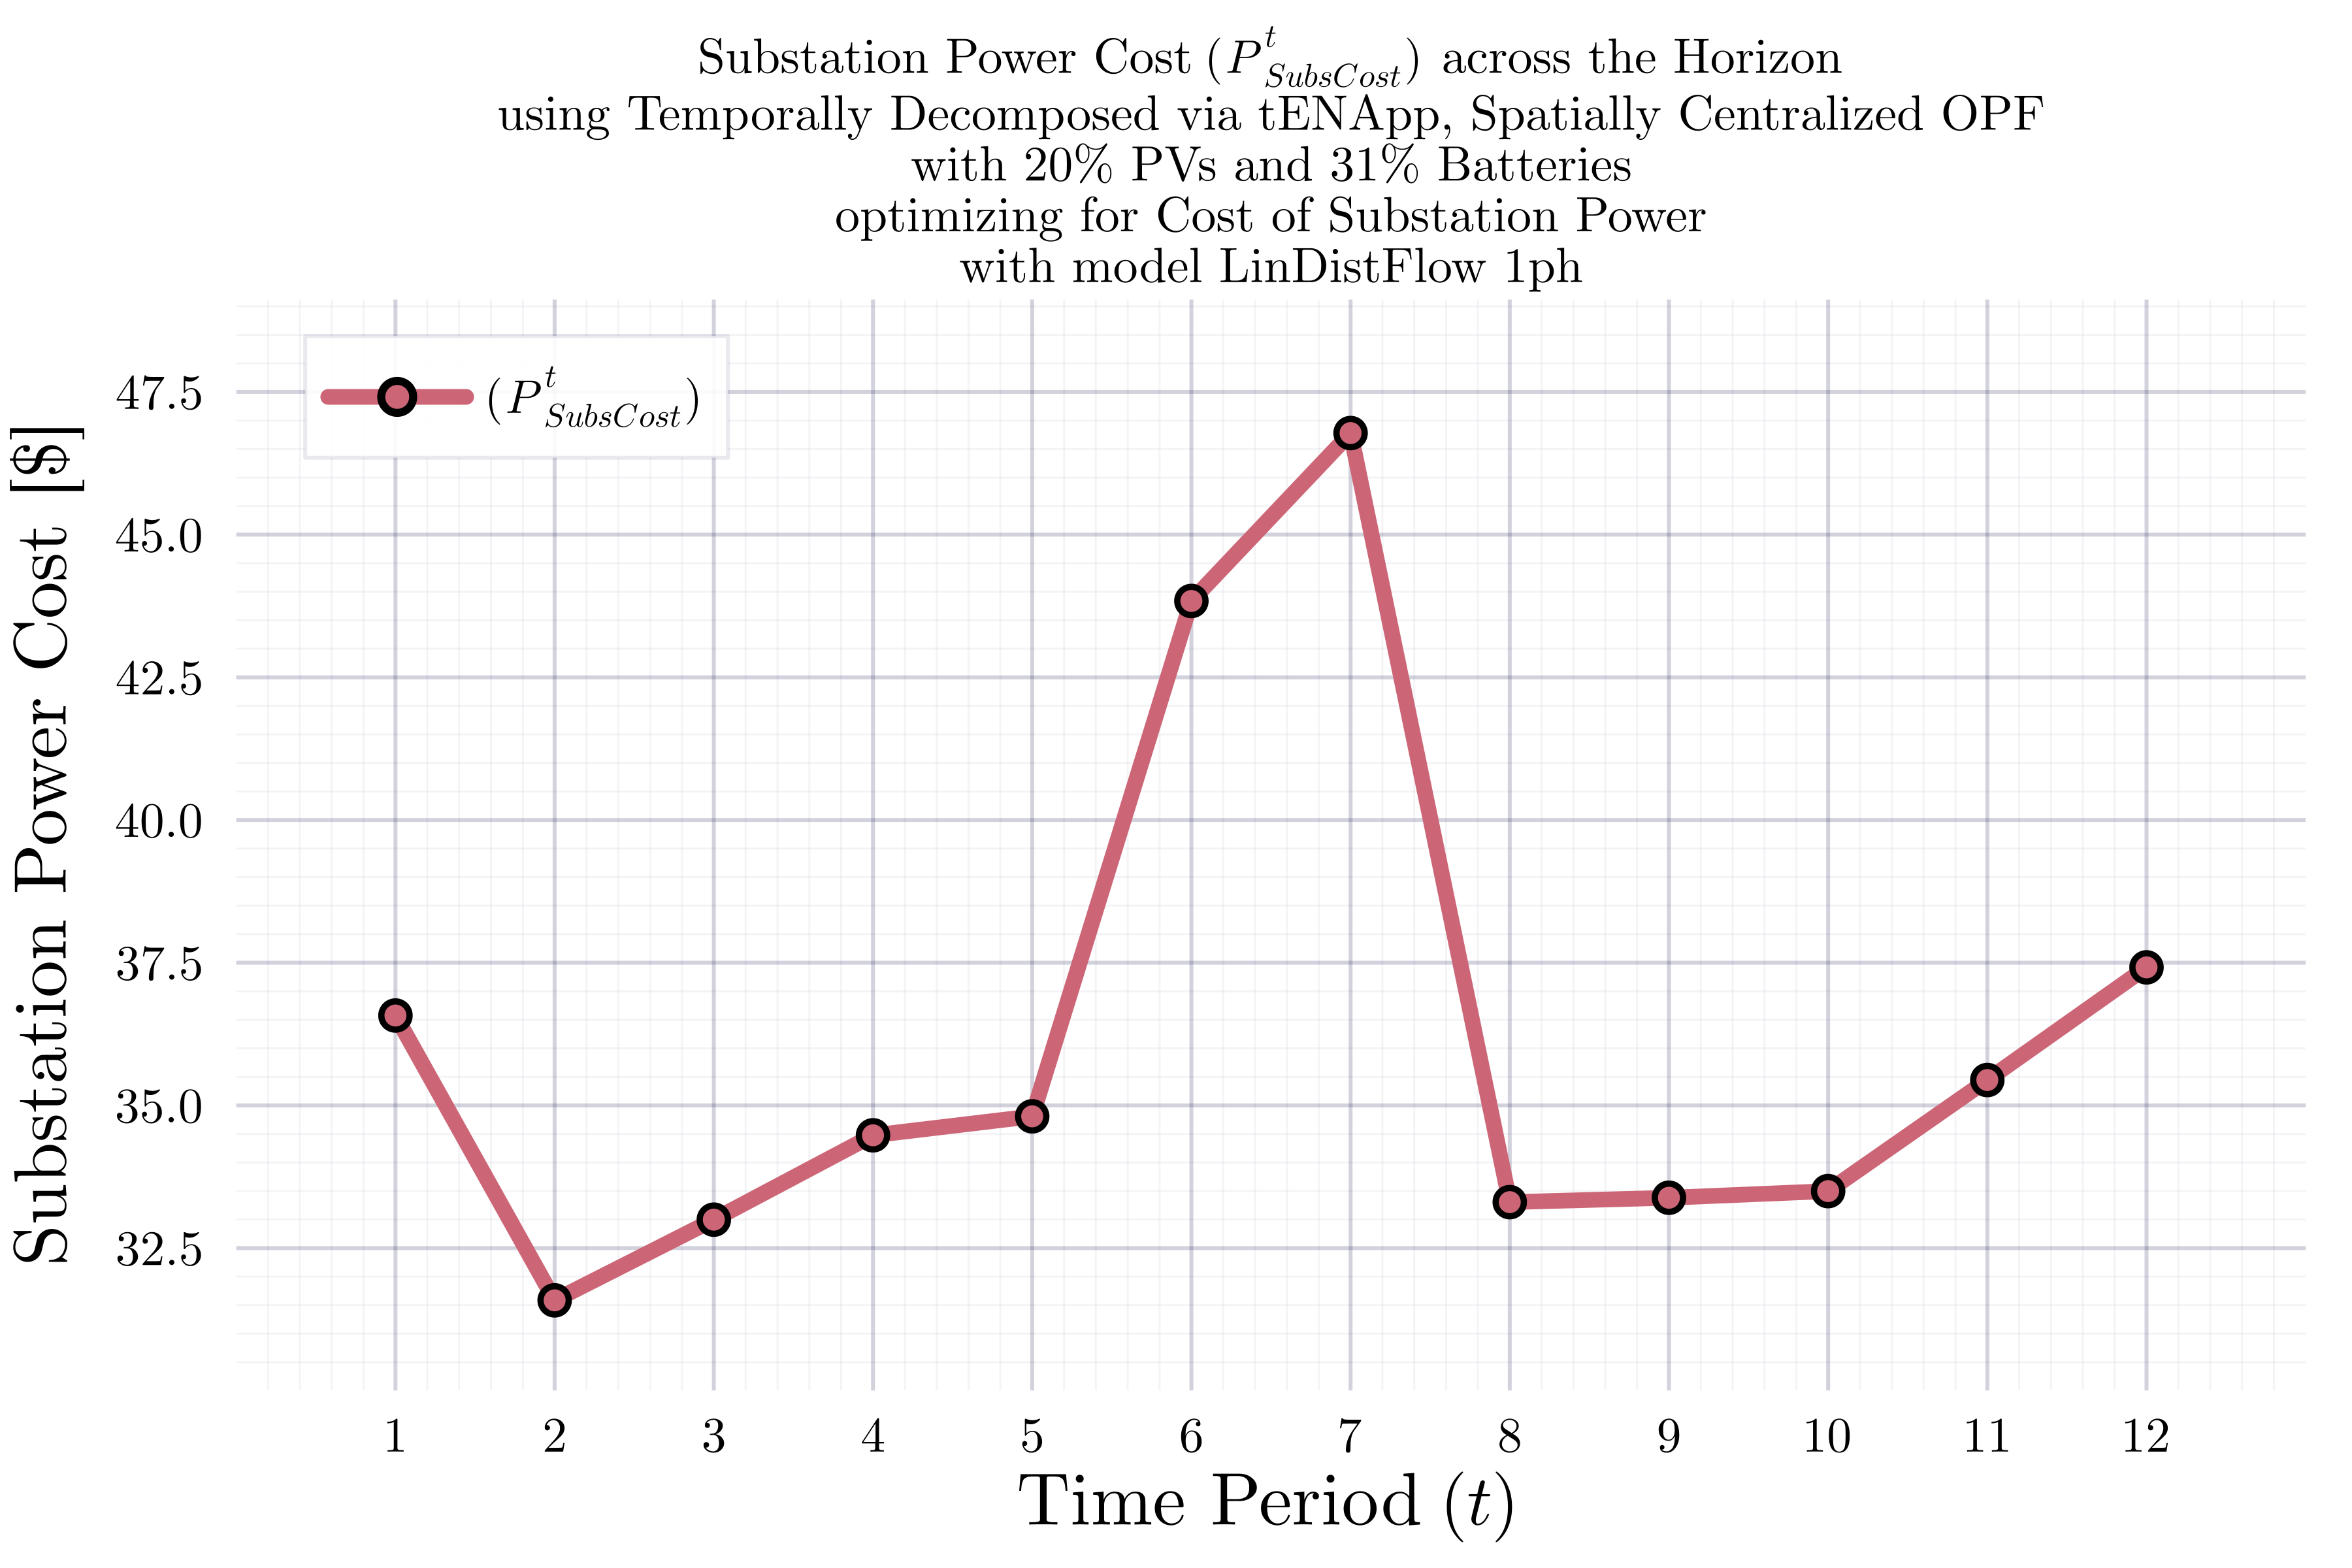 Substation Power Cost (P^t_SubsCost) across the Horizon
using Temporally Decomposed via tENApp, Spatially Centralized OPF
with 20% PVs and 31% Batteries
optimizing for Cost of Substation Power
with model LinDistFlow 1ph
(P^t_SubsCost)
Substation Power Cost [$]
47.5
45.0
42.5
40.0
37.5
35.0
32.5
1 2 3 4 5 6 7 8 9 10 11 12
Time Period (t)